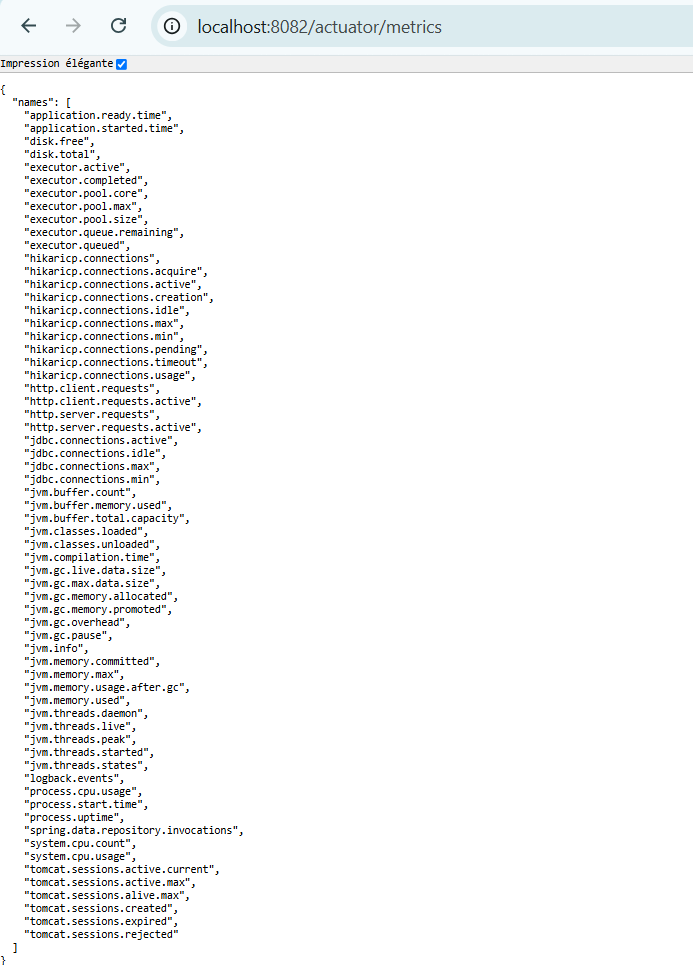 localhost:8082/actuator/metrics
Impression élégante
{
  "names": [
    "application.ready.time",
    "application.started.time",
    "disk.free",
    "disk.total",
    "executor.active",
    "executor.completed",
    "executor.pool.core",
    "executor.pool.max",
    "executor.pool.size",
    "executor.queue.remaining",
    "executor.queued",
    "hikaricp.connections",
    "hikaricp.connections.acquire",
    "hikaricp.connections.active",
    "hikaricp.connections.creation",
    "hikaricp.connections.idle",
    "hikaricp.connections.max",
    "hikaricp.connections.min",
    "hikaricp.connections.pending",
    "hikaricp.connections.timeout",
    "hikaricp.connections.usage",
    "http.client.requests",
    "http.client.requests.active",
    "http.server.requests",
    "http.server.requests.active",
    "jdbc.connections.active",
    "jdbc.connections.idle",
    "jdbc.connections.max",
    "jdbc.connections.min",
    "jvm.buffer.count",
    "jvm.buffer.memory.used",
    "jvm.buffer.total.capacity",
    "jvm.classes.loaded",
    "jvm.classes.unloaded",
    "jvm.compilation.time",
    "jvm.gc.live.data.size",
    "jvm.gc.max.data.size",
    "jvm.gc.memory.allocated",
    "jvm.gc.memory.promoted",
    "jvm.gc.overhead",
    "jvm.gc.pause",
    "jvm.info",
    "jvm.memory.committed",
    "jvm.memory.max",
    "jvm.memory.usage.after.gc",
    "jvm.memory.used",
    "jvm.threads.daemon",
    "jvm.threads.live",
    "jvm.threads.peak",
    "jvm.threads.started",
    "jvm.threads.states",
    "logback.events",
    "process.cpu.usage",
    "process.start.time",
    "process.uptime",
    "spring.data.repository.invocations",
    "system.cpu.count",
    "system.cpu.usage",
    "tomcat.sessions.active.current",
    "tomcat.sessions.active.max",
    "tomcat.sessions.alive.max",
    "tomcat.sessions.created",
    "tomcat.sessions.expired",
    "tomcat.sessions.rejected"
  ]
}